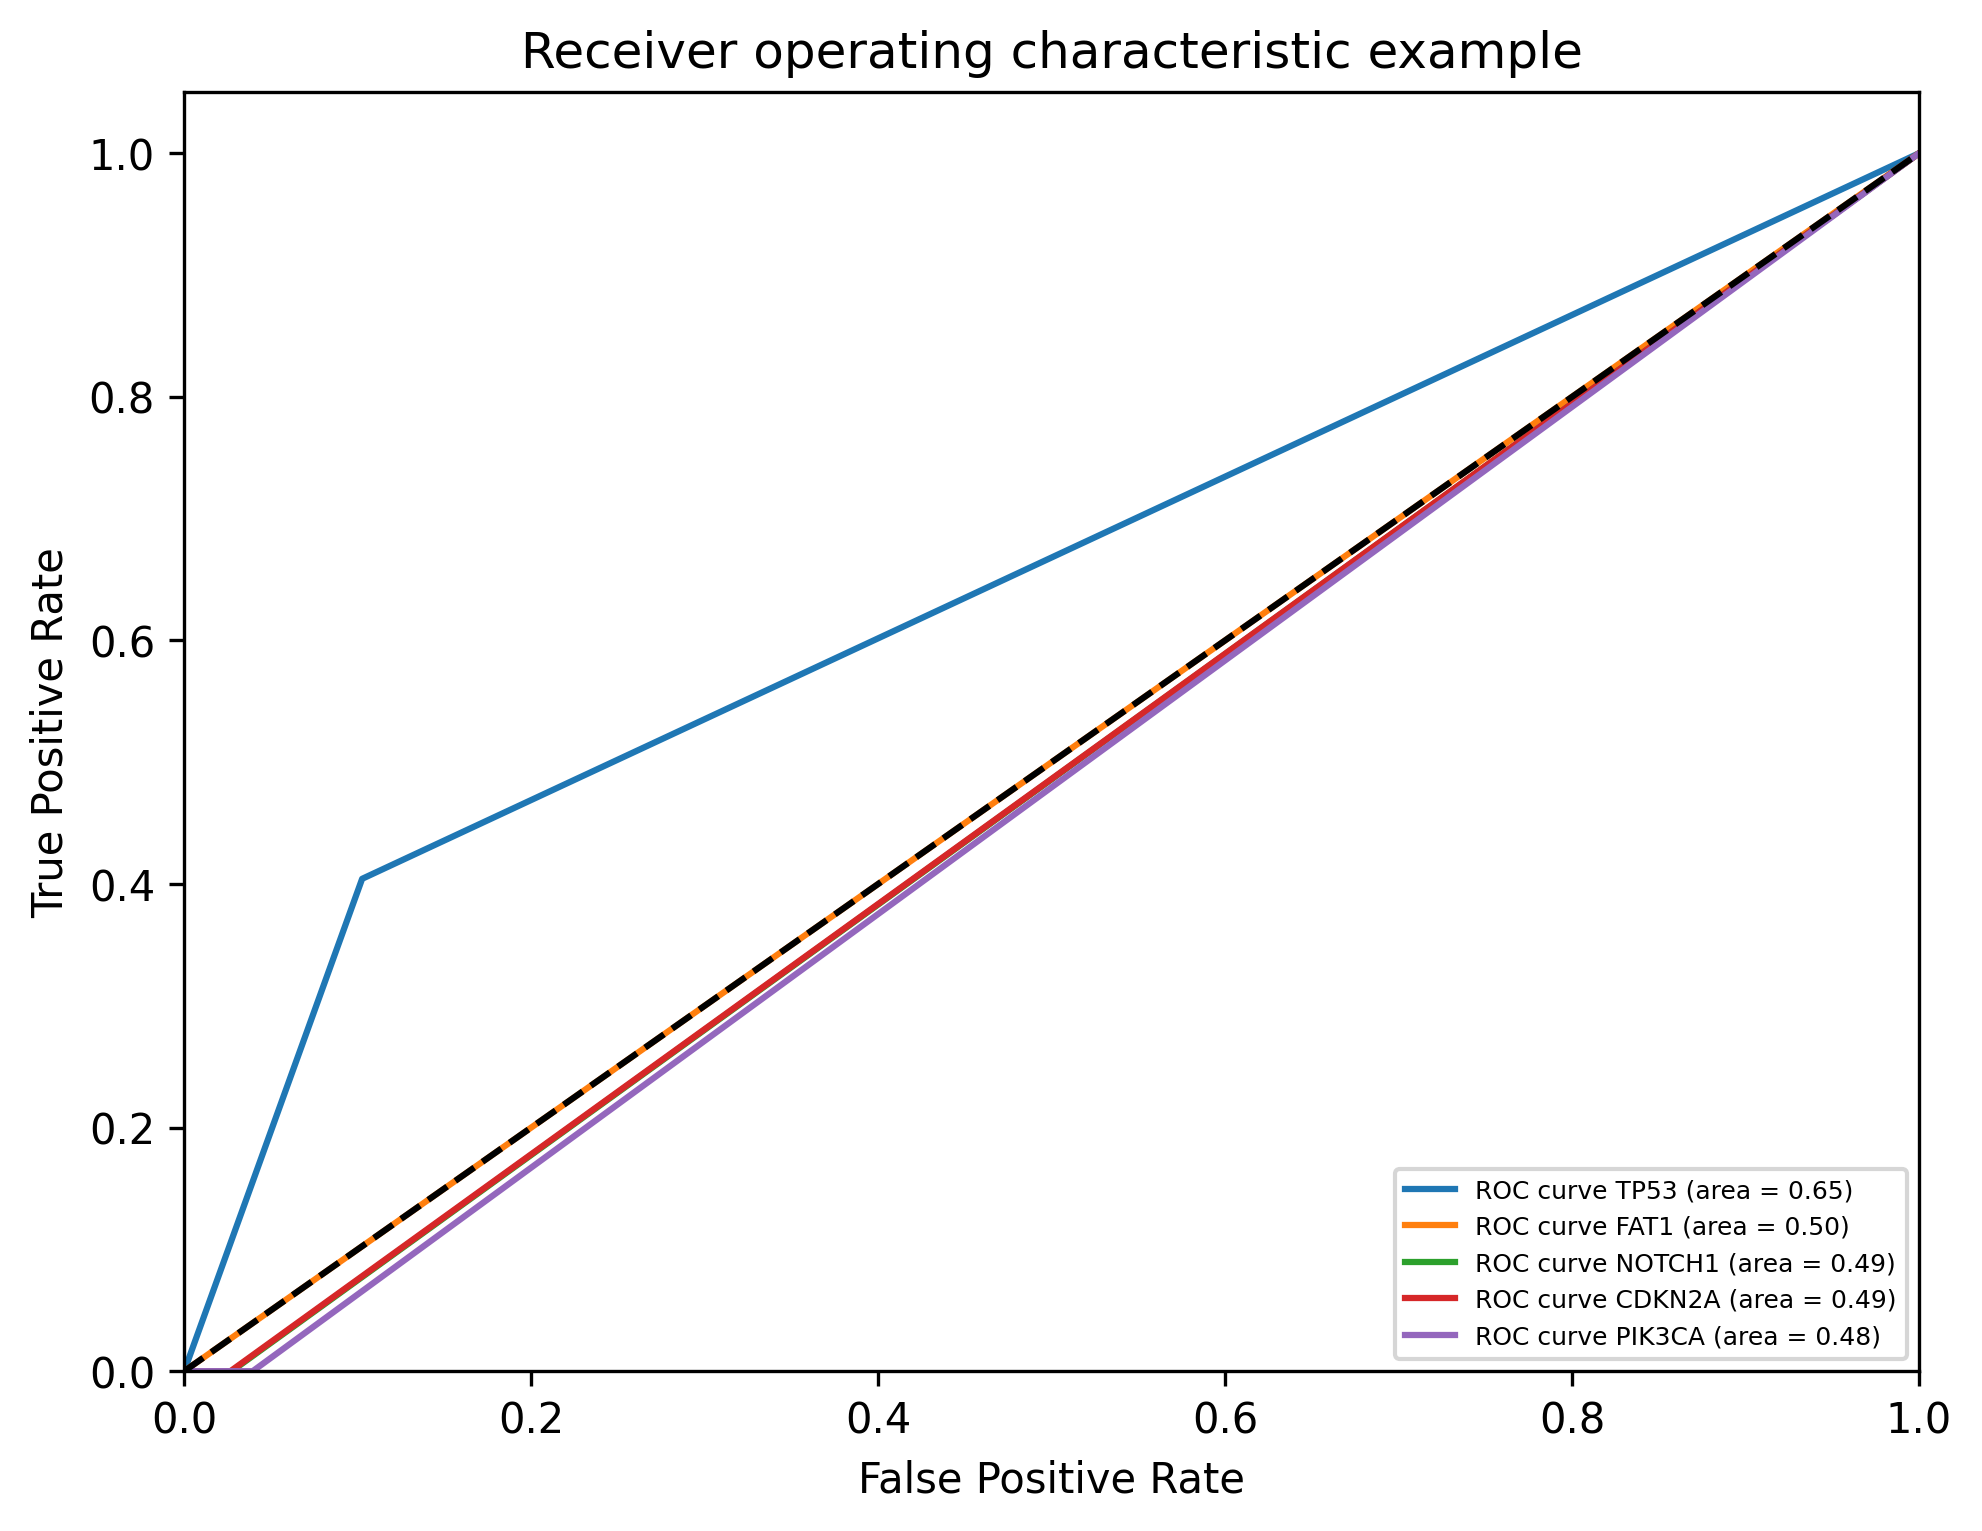 Receiver operating characteristic example
1.0
0.8
0.6
0.4
0.2
0.0
True Positive Rate
ROC curve TP53 (area = 0.65)
ROC curve FAT1 (area = 0.50)
ROC curve NOTCH1 (area = 0.49)
ROC curve CDKN2A (area = 0.49)
ROC curve PIK3CA (area = 0.48)
0.0 0.2 0.4 0.6 0.8 1.0
False Positive Rate